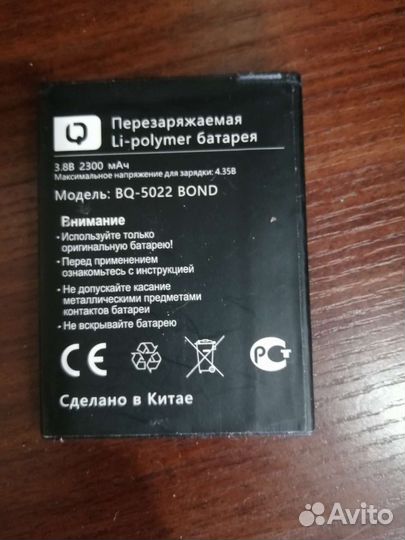 Перезаряжаемая
Li-polymer батарея
3.8В 2300 мАч
Максимальное напряжение для зарядки: 4.35В
Модель: BQ-5022 BOND
Внимание
• Используйте только
оригинальную батарею!
• Перед применением
ознакомьтесь с инструкцией
• Не допускайте касание
металлическими предметами
контактов батареи
• Не вскрывайте батарею
CE
РСТ
Сделано в Китае
Avito